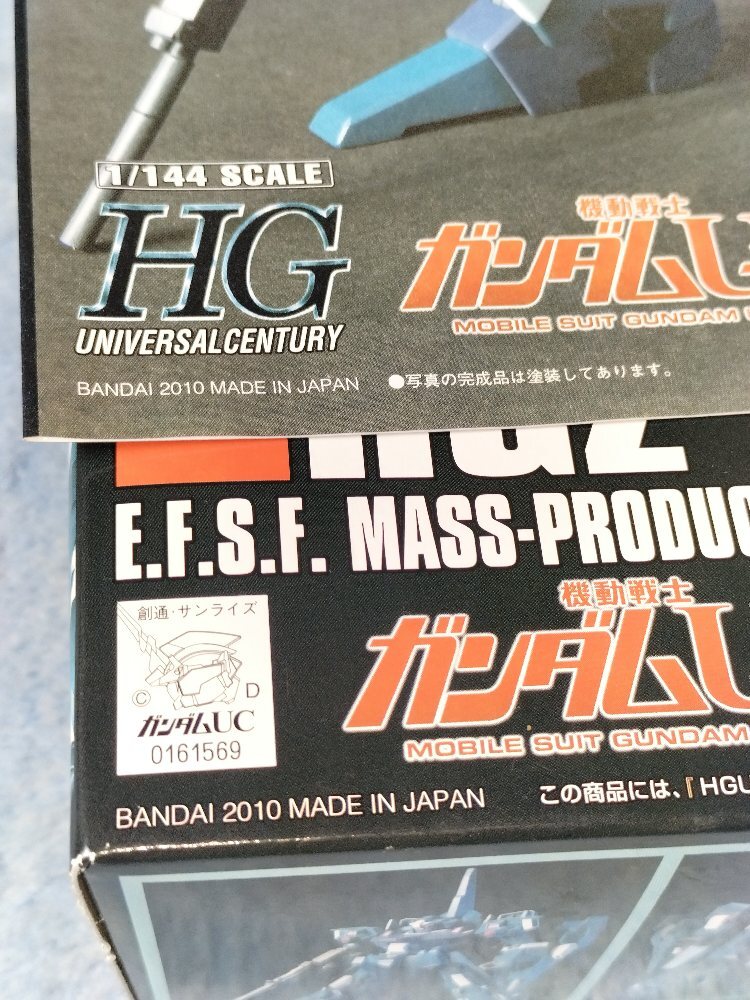 1/144 SCALE
HG
UNIVERSAL CENTURY
機動戦士
ガンダムU
MOBILE SUIT GUNDAM
BANDAI 2010 MADE IN JAPAN
●写真の完成品は塗装してあります。
E.F.S.F. MASS-PRODUC
創通・サンライズ
© D
ガンダムUC
0161569
機動戦士
ガンダムU
MOBILE SUIT GUNDAM
BANDAI 2010 MADE IN JAPAN
この商品には、「HGU